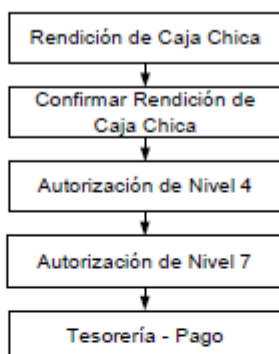 Rendición de Caja Chica
Confirmar Rendición de
Caja Chica
Autorización de Nivel 4
Autorización de Nivel 7
Tesorería - Pago